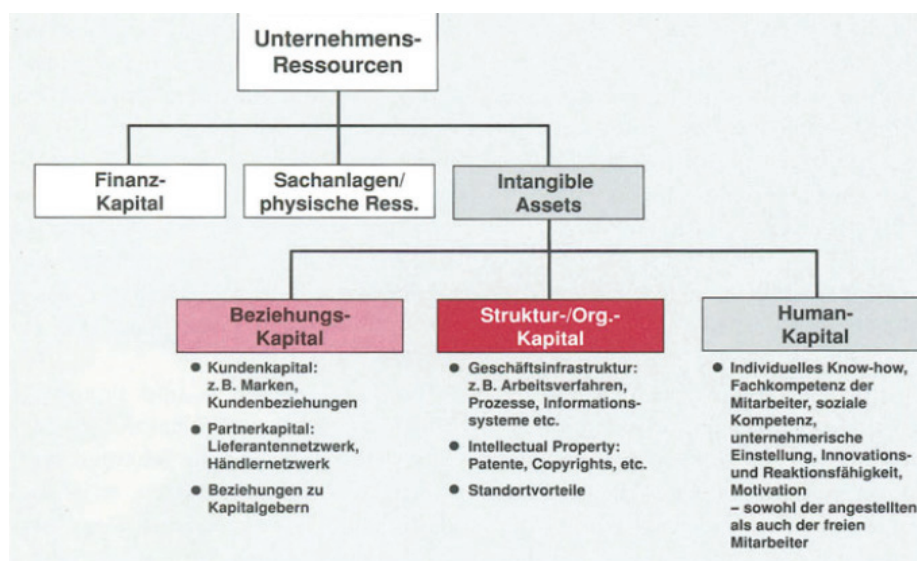 Unternehmens-
Ressourcen
Finanz-
Kapital
Sachanlagen/
physische Ress.
Intangible
Assets
Beziehungs-
Kapital
● Kundenkapital:
z. B. Marken,
Kundenbeziehungen
● Partnerkapital:
Lieferantennetzwerk,
Händlernetzwerk
● Beziehungen zu
Kapitalgebern
Struktur-/Org.-
Kapital
● Geschäftsinfrastruktur:
z. B. Arbeitsverfahren,
Prozesse, Informations-
systeme etc.
● Intellectual Property:
Patente, Copyrights, etc.
● Standortvorteile
Human-
Kapital
● Individuelles Know-how,
Fachkompetenz der
Mitarbeiter, soziale
Kompetenz,
unternehmerische
Einstellung, Innovations-
und Reaktionsfähigkeit,
Motivation
– sowohl der angestellten
als auch der freien
Mitarbeiter